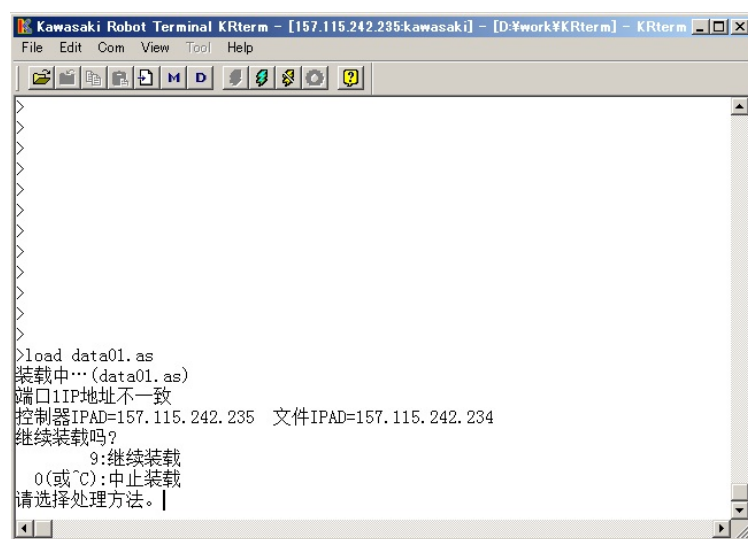 Kawasaki Robot Terminal KRterm - [157.115.242.235:kawasaki] - [D:¥work¥KRterm] - KRterm
File Edit Com View Tool Help
M D
>
>
>
>
>
>
>
>
>
>
>
>
>load data01.as
装载中…(data01.as)
端口1IP地址不一致
控制器IPAD=157.115.242.235 文件IPAD=157.115.242.234
继续装载吗?
9:继续装载
0(或^C):中止装载
请选择处理方法。